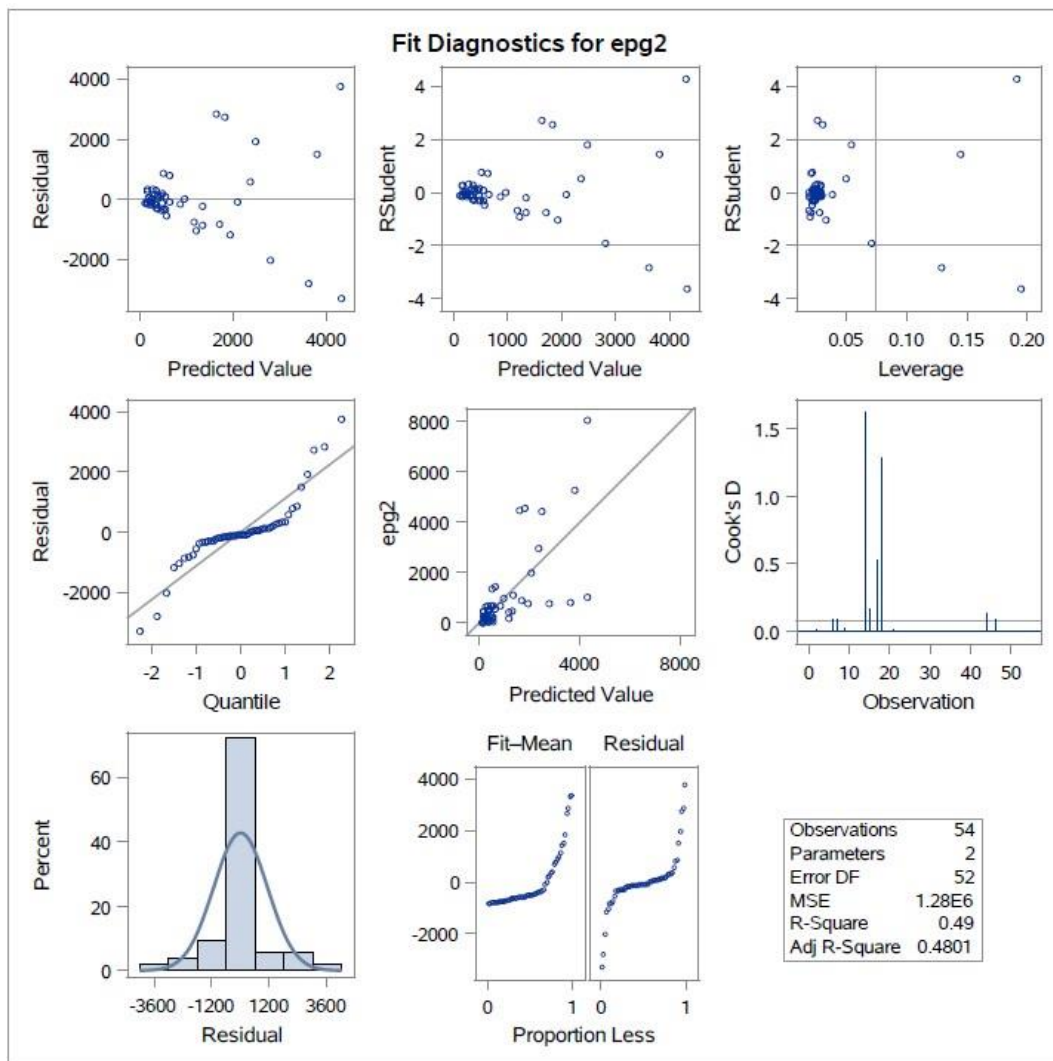 Fit Diagnostics for epg2
4000
2000
0
-2000
Residual
0 2000 4000
Predicted Value
4
2
0
-2
-4
RStudent
0 1000 2000 3000 4000
Predicted Value
4
2
0
-2
-4
RStudent
0.05 0.10 0.15 0.20
Leverage
4000
2000
0
-2000
Residual
-2 -1 0 1 2
Quantile
8000
6000
4000
2000
0
epg2
0 4000 8000
Predicted Value
1.5
1.0
0.5
0.0
Cook's D
0 10 20 30 40 50
Observation
60
40
20
0
Percent
-3600 -1200 1200 3600
Residual
Fit–Mean Residual
4000
2000
0
-2000
0 1 0 1
Proportion Less
Observations 54
Parameters 2
Error DF 52
MSE 1.28E6
R-Square 0.49
Adj R-Square 0.4801